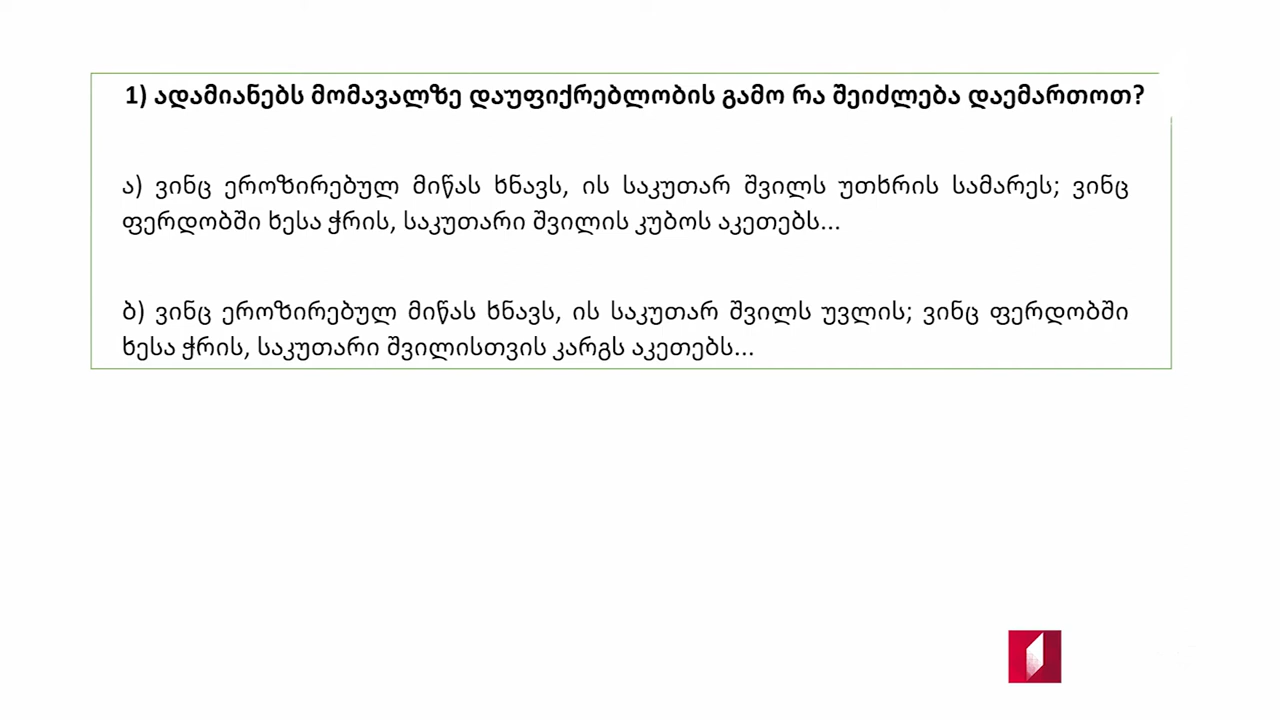 1) ადამიანებს მომავალზე დაუფიქრებლობის გამო რა შეიძლება დაემართოთ?
ა) ვინც ეროზირებულ მიწას ხნავს, ის საკუთარ შვილს უთხრის სამარეს; ვინც
ფერდობში ხესა ჭრის, საკუთარი შვილის კუბოს აკეთებს...
ბ) ვინც ეროზირებულ მიწას ხნავს, ის საკუთარ შვილს უვლის; ვინც ფერდობში
ხესა ჭრის, საკუთარი შვილისთვის კარგს აკეთებს...